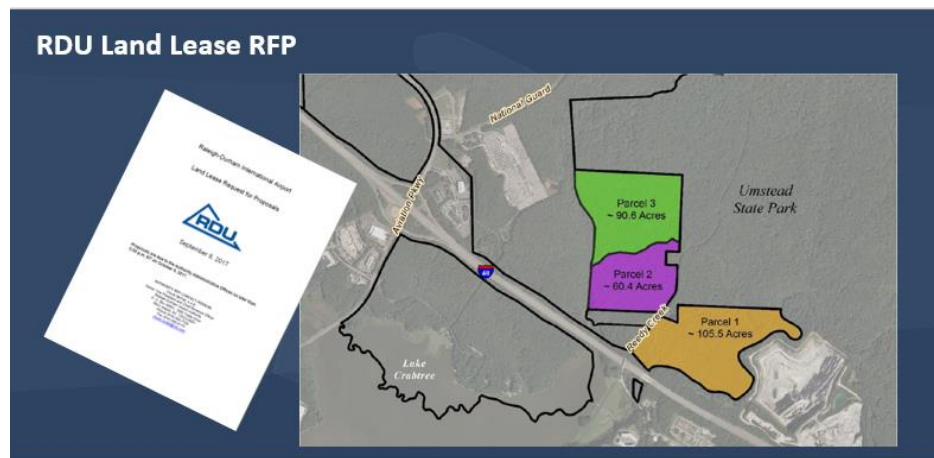 RDU Land Lease RFP
Raleigh-Durham International Airport
Land Lease Request for Proposals
RDU
September 8, 2017
National Guard
Aviation Pkwy
40
Umstead
State Park
Parcel 3
~ 90.6 Acres
Parcel 2
~ 60.4 Acres
Reedy Creek
Parcel 1
~ 105.5 Acres
Lake
Crabtree